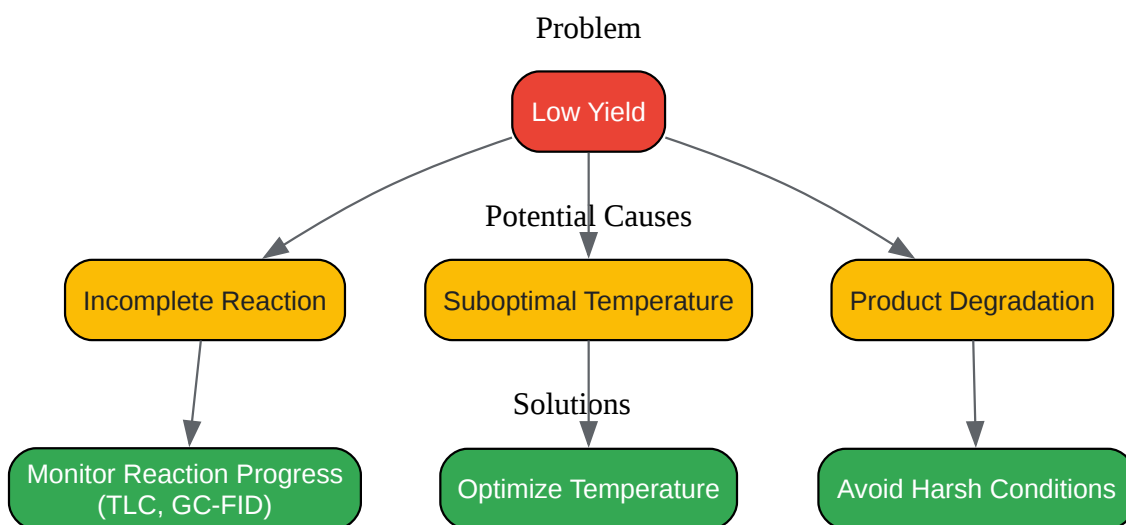 Problem
Low Yield
Potential Causes
Incomplete Reaction
Suboptimal Temperature
Product Degradation
Solutions
Monitor Reaction Progress
(TLC, GC-FID)
Optimize Temperature
Avoid Harsh Conditions